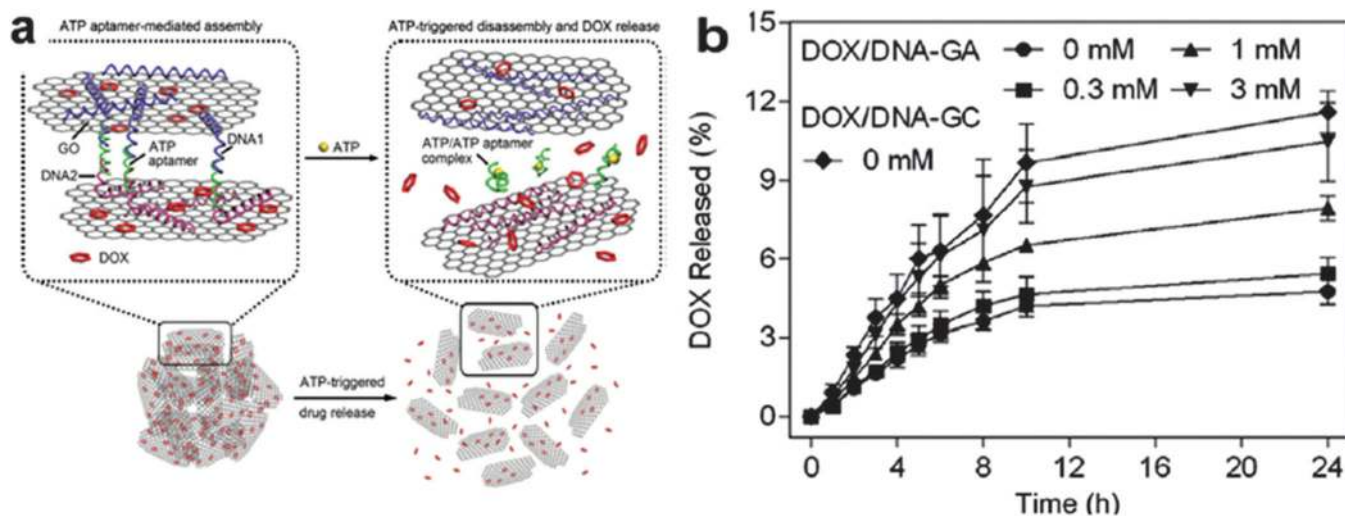 a
ATP aptamer-mediated assembly
ATP-triggered disassembly and DOX release
GO
ATP
aptamer
DNA1
DNA2
DOX
ATP
ATP/ATP aptamer
complex
ATP-triggered
drug release
b
DOX/DNA-GA
0 mM
1 mM
0.3 mM
3 mM
DOX/DNA-GC
0 mM
DOX Released (%)
15
12
9
6
3
0
0 4 8 12 16 20 24
Time (h)